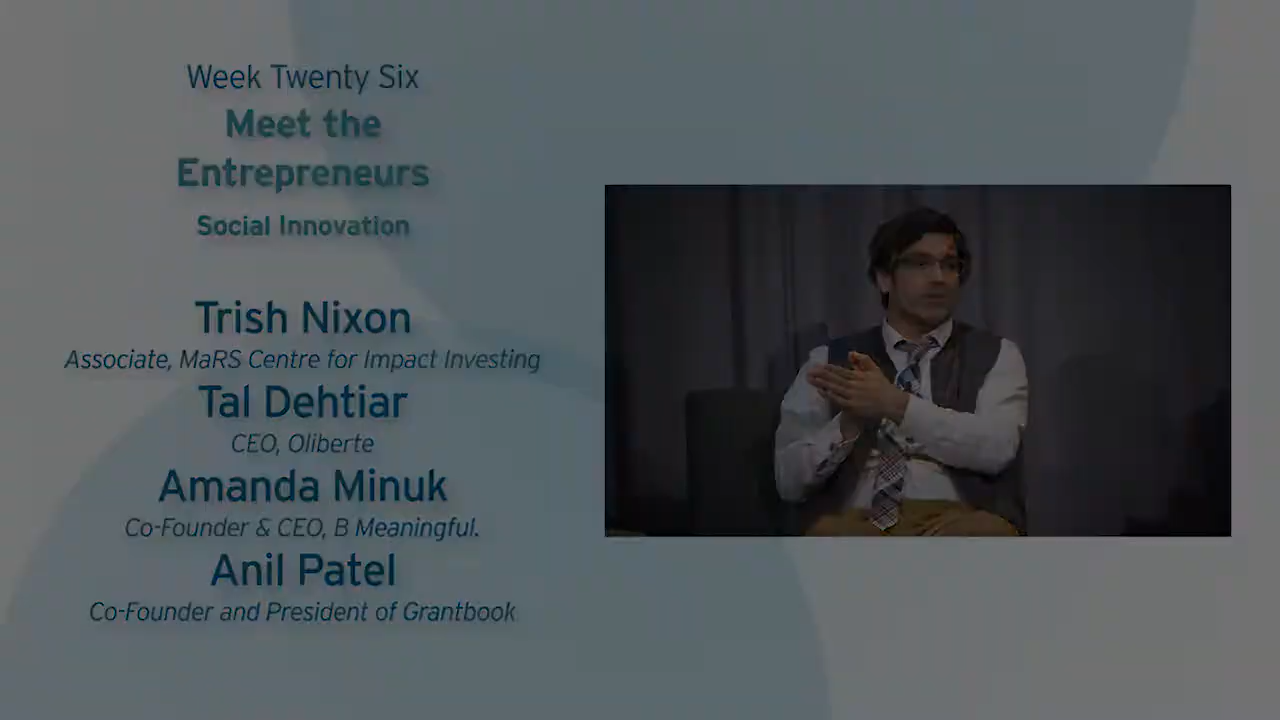 Week Twenty Six
Meet the
Entrepreneurs
Social Innovation
Trish Nixon
Associate, MaRS Centre for Impact Investing
Tal Dehtiar
CEO, Oliberte
Amanda Minuk
Co-Founder & CEO, B Meaningful.
Anil Patel
Co-Founder and President of Grantbook